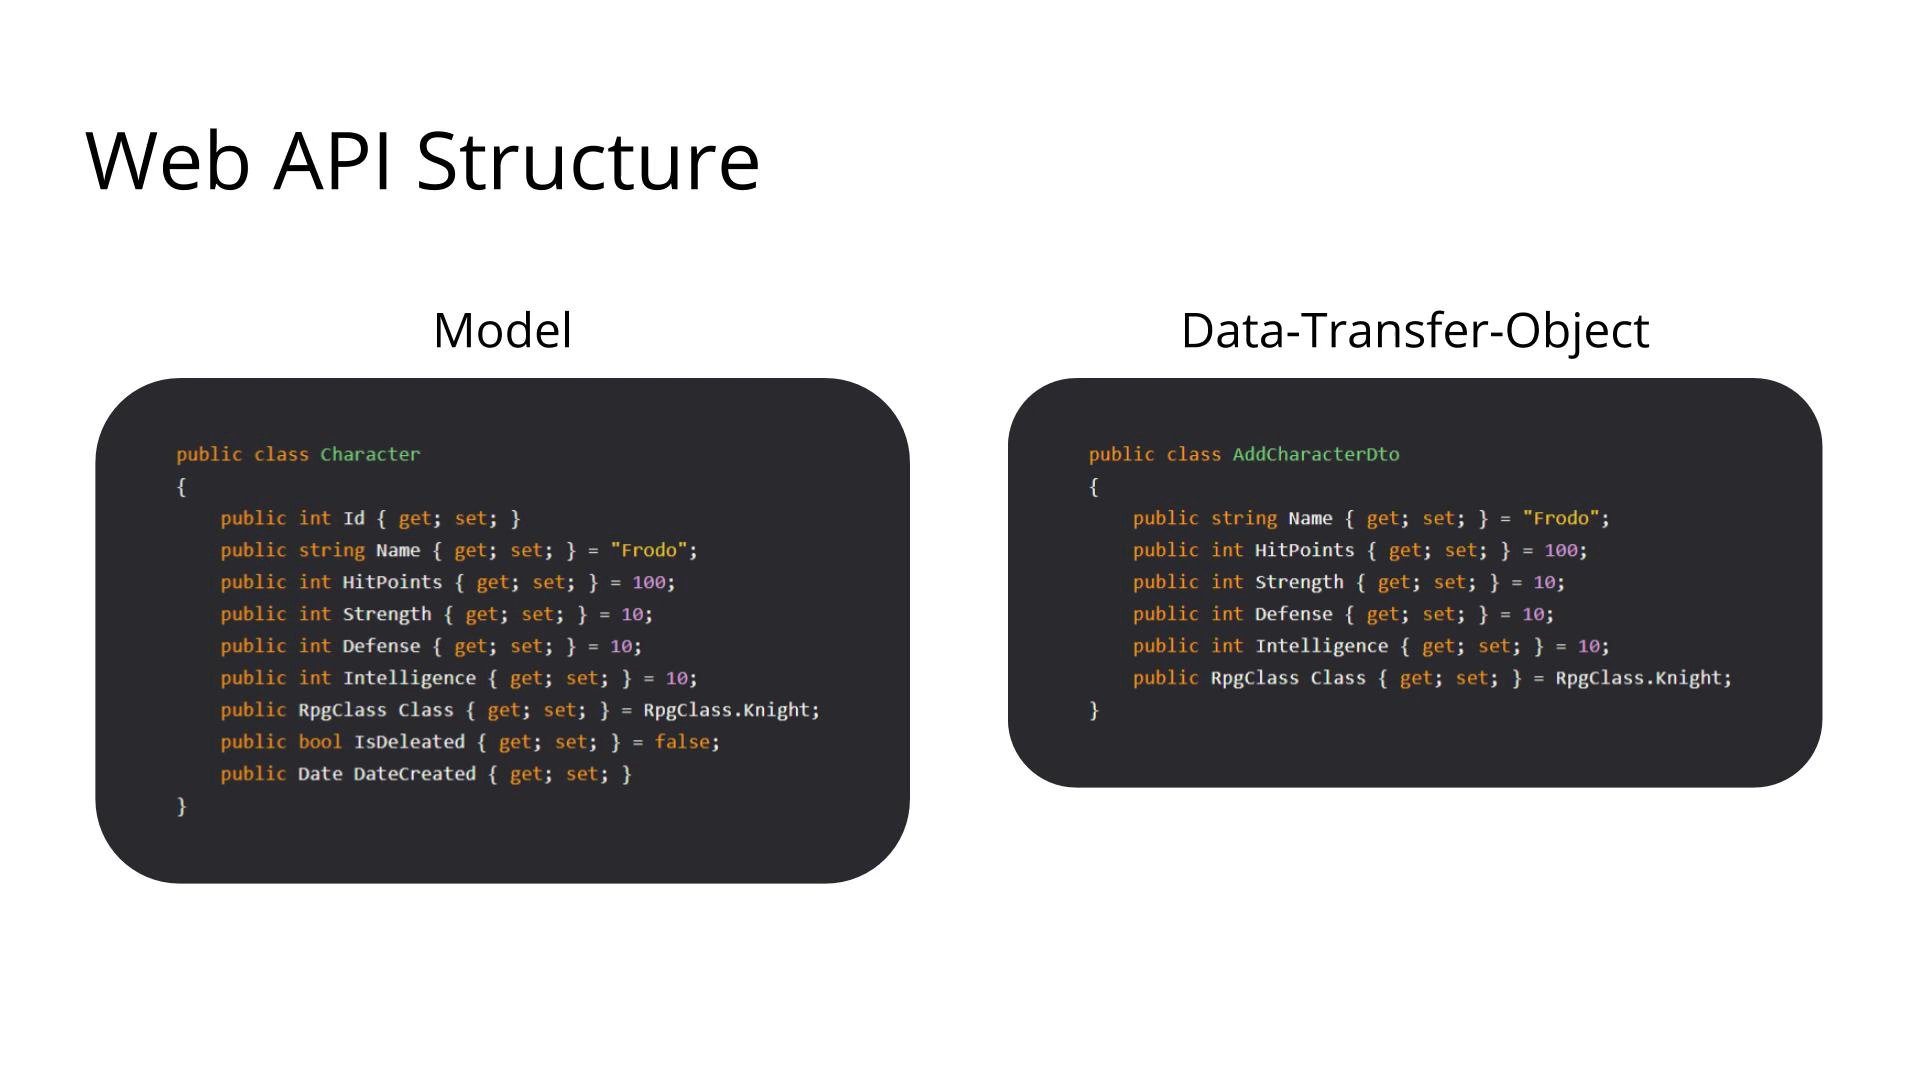 Web API Structure
Model
public class Character
{
    public int Id { get; set; }
    public string Name { get; set; } = "Frodo";
    public int HitPoints { get; set; } = 100;
    public int Strength { get; set; } = 10;
    public int Defense { get; set; } = 10;
    public int Intelligence { get; set; } = 10;
    public RpgClass Class { get; set; } = RpgClass.Knight;
    public bool IsDeleated { get; set; } = false;
    public Date DateCreated { get; set; }
}
Data-Transfer-Object
public class AddCharacterDto
{
    public string Name { get; set; } = "Frodo";
    public int HitPoints { get; set; } = 100;
    public int Strength { get; set; } = 10;
    public int Defense { get; set; } = 10;
    public int Intelligence { get; set; } = 10;
    public RpgClass Class { get; set; } = RpgClass.Knight;
}